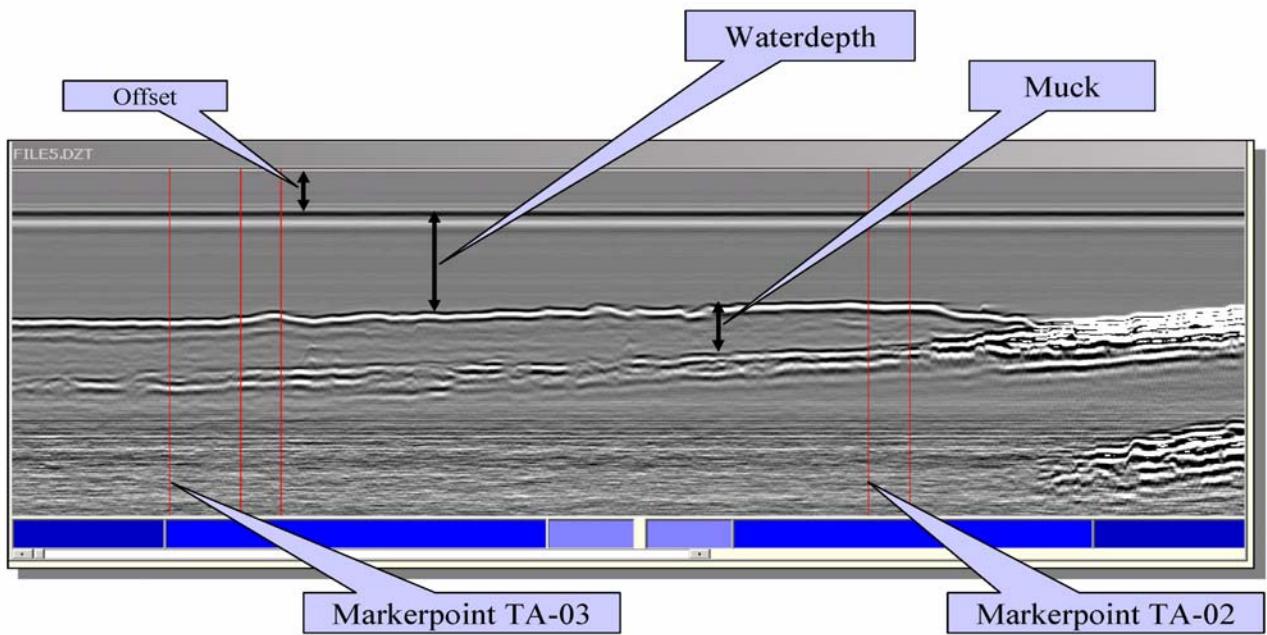 Waterdepth
Offset
Muck
FILE5.DZT
Markerpoint TA-03
Markerpoint TA-02